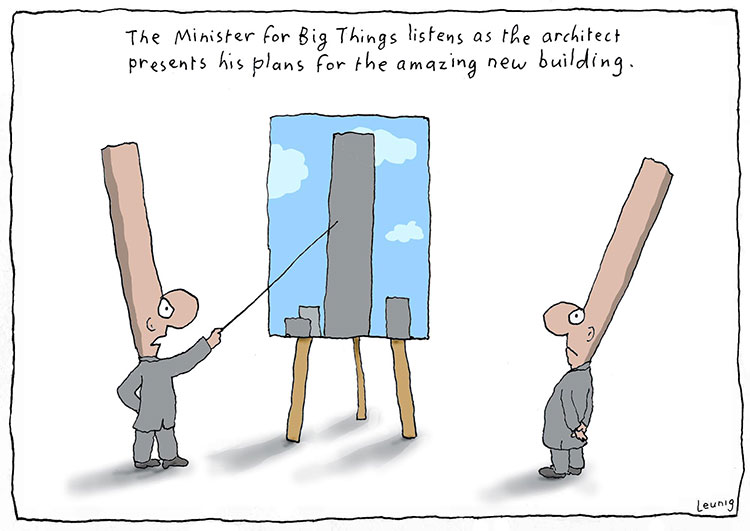 The Minister for Big Things listens as the architect
presents his plans for the amazing new building.
Leunig